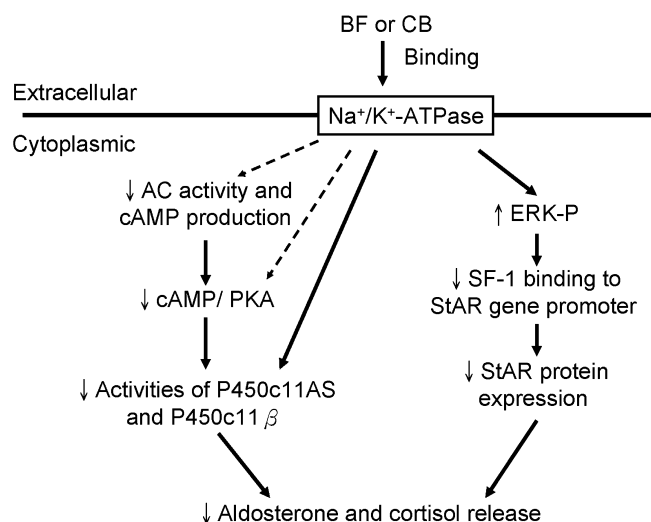 BF or CB
Binding
Extracellular
Na⁺/K⁺-ATPase
Cytoplasmic
↓ AC activity and
cAMP production
↑ ERK-P
↓ cAMP/ PKA
↓ SF-1 binding to
StAR gene promoter
↓ Activities of P450c11AS
and P450c11 β
↓ StAR protein
expression
↓ Aldosterone and cortisol release